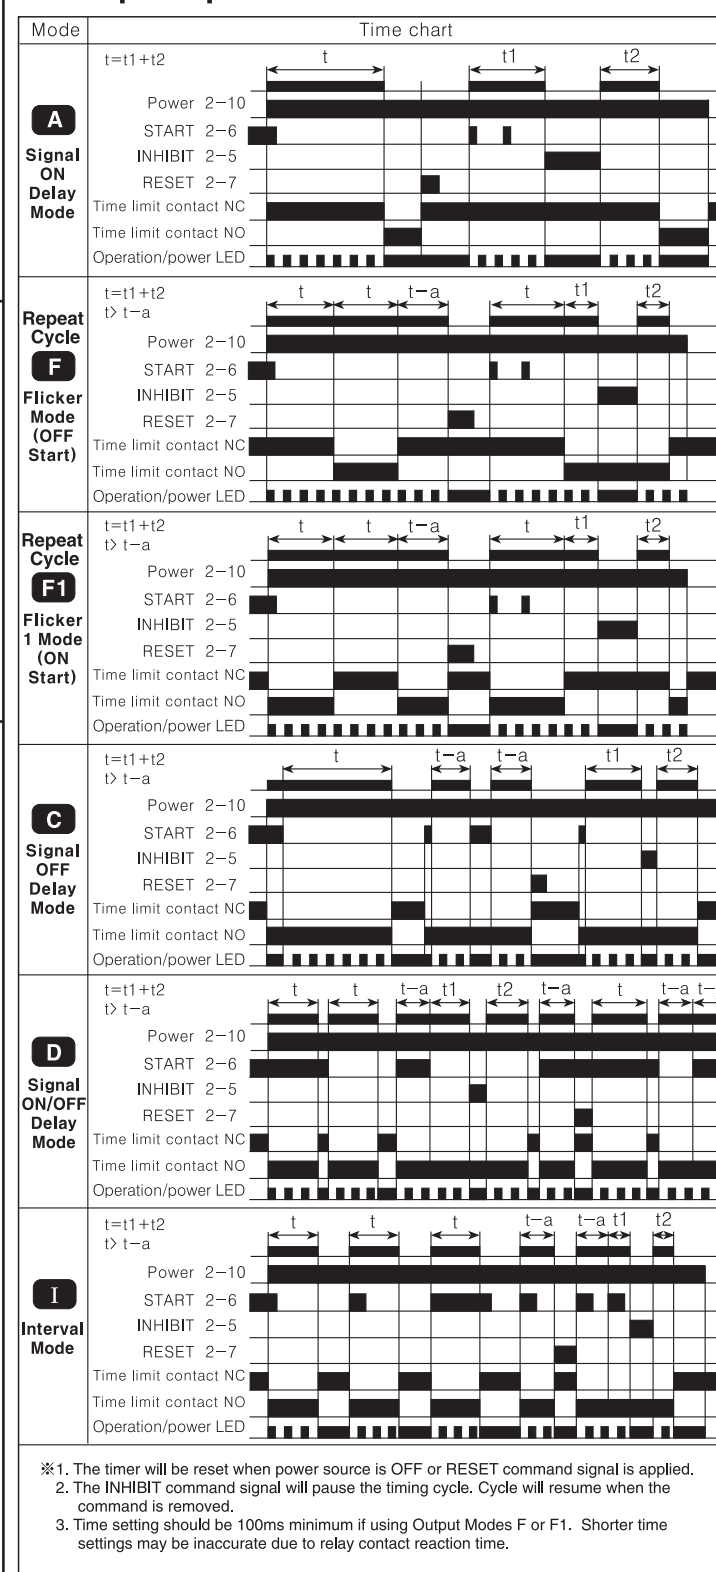 Mode Time chart
A
Signal
ON
Delay
Mode
t=t1+t2
t t1 t2
Power 2-10
START 2-6
INHIBIT 2-5
RESET 2-7
Time limit contact NC
Time limit contact NO
Operation/power LED
Repeat
Cycle
F
Flicker
Mode
(OFF
Start)
t=t1+t2
t> t-a
t t t-a t t1 t2
Power 2-10
START 2-6
INHIBIT 2-5
RESET 2-7
Time limit contact NC
Time limit contact NO
Operation/power LED
Repeat
Cycle
F1
Flicker
1 Mode
(ON
Start)
t=t1+t2
t> t-a
t t t-a t t1 t2
Power 2-10
START 2-6
INHIBIT 2-5
RESET 2-7
Time limit contact NC
Time limit contact NO
Operation/power LED
C
Signal
OFF
Delay
Mode
t=t1+t2
t> t-a
t t-a t-a t1 t2
Power 2-10
START 2-6
INHIBIT 2-5
RESET 2-7
Time limit contact NC
Time limit contact NO
Operation/power LED
D
Signal
ON/OFF
Delay
Mode
t=t1+t2
t> t-a
t t t-a t1 t2 t-a t t-a t-
Power 2-10
START 2-6
INHIBIT 2-5
RESET 2-7
Time limit contact NC
Time limit contact NO
Operation/power LED
I
Interval
Mode
t=t1+t2
t> t-a
t t t t-a t-a t1 t2
Power 2-10
START 2-6
INHIBIT 2-5
RESET 2-7
Time limit contact NC
Time limit contact NO
Operation/power LED
※1. The timer will be reset when power source is OFF or RESET command signal is applied.
2. The INHIBIT command signal will pause the timing cycle. Cycle will resume when the
command is removed.
3. Time setting should be 100ms minimum if using Output Modes F or F1. Shorter time
settings may be inaccurate due to relay contact reaction time.